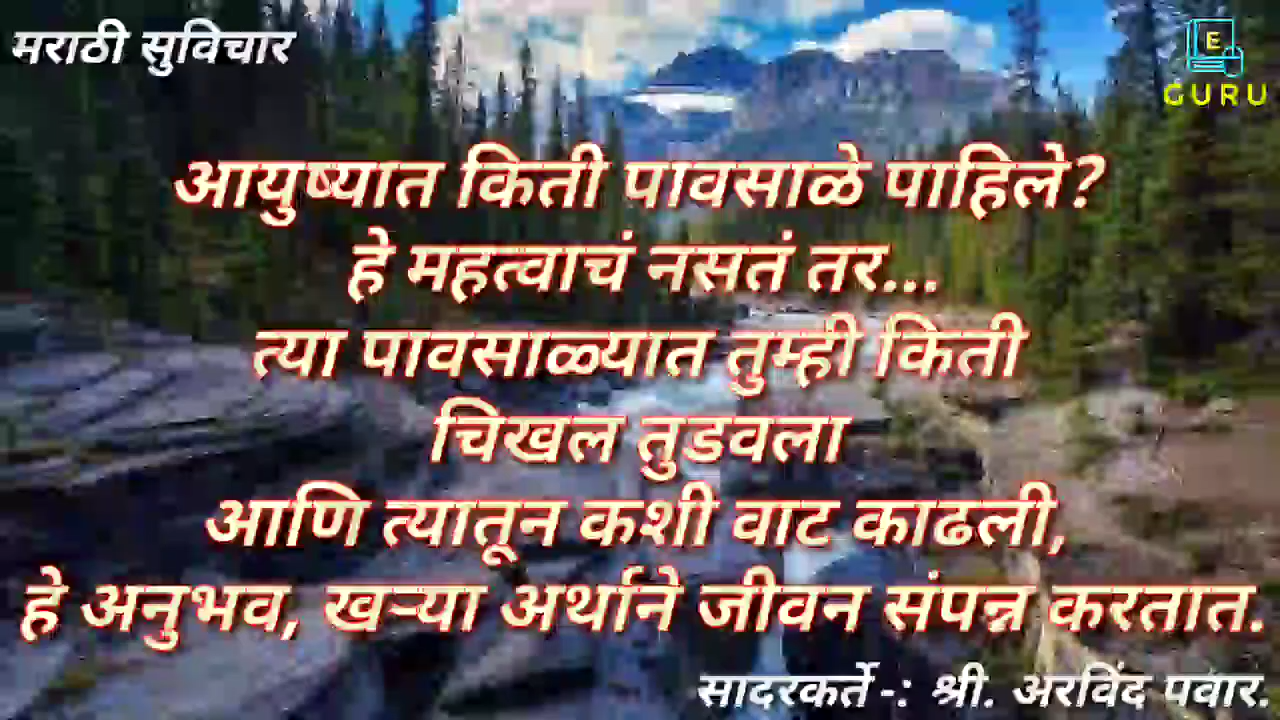 मराठी सुविचार
E
GURU
आयुष्यात किती पावसाळे पाहिले?
हे महत्वाचं नसतं तर...
त्या पावसाळ्यात तुम्ही किती
चिखल तुडवला
आणि त्यातून कशी वाट काढली,
हे अनुभव, खऱ्या अर्थाने जीवन संपन्न करतात.
सादरकर्ते -: श्री. अरविंद पवार.